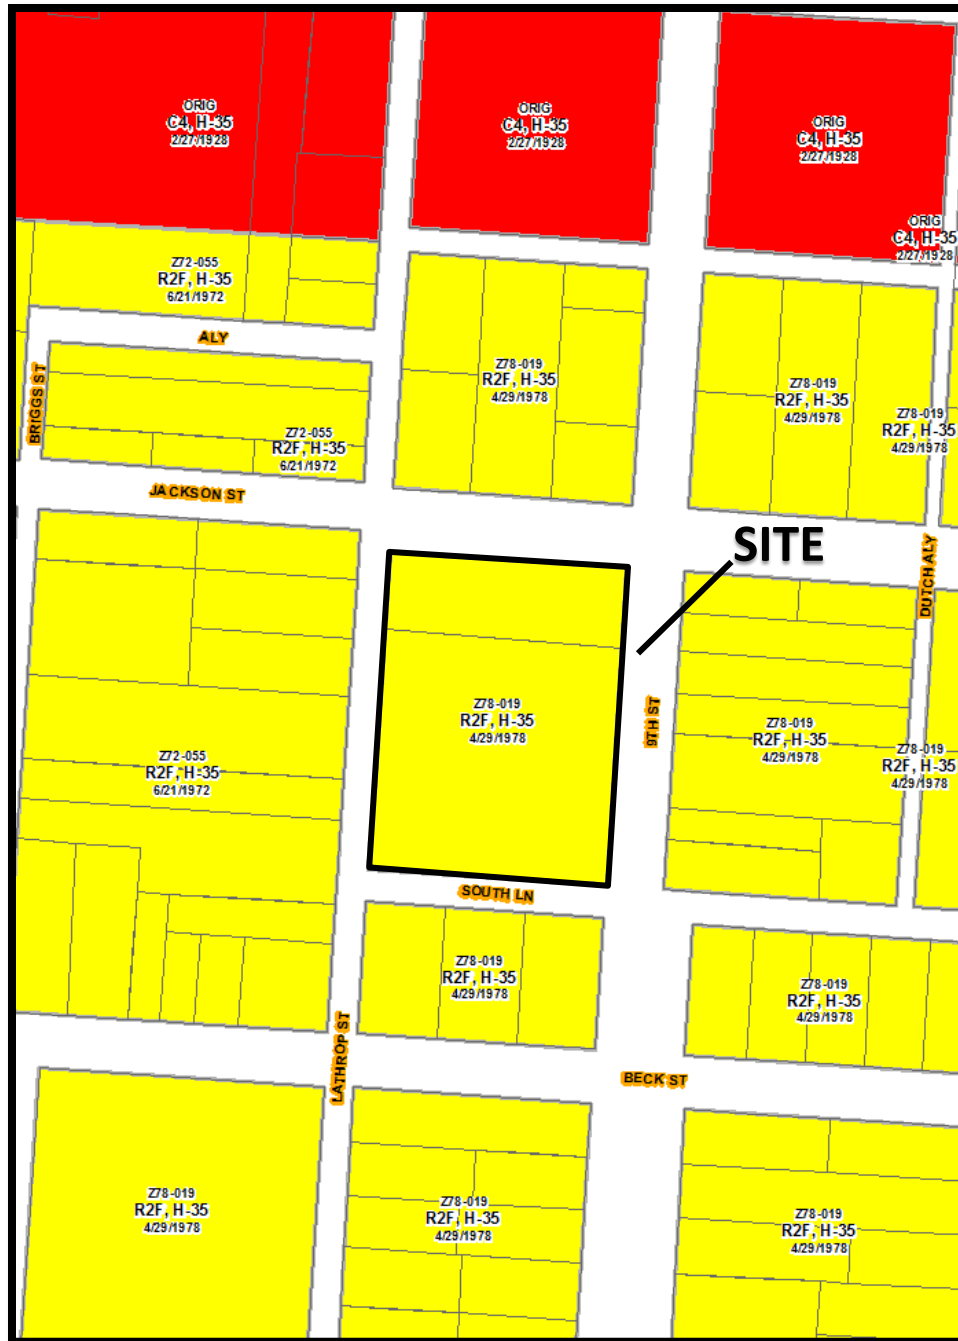 ORIG
C4, H-35
2/27/1928
ORIG
C4, H-35
2/27/1928
ORIG
C4, H-35
2/27/1928
ORIG
C4, H-35
2/27/1928
Z72-055
R2F, H-35
6/21/1972
ALY
BRIGGS ST
Z78-019
R2F, H-35
4/29/1978
Z78-019
R2F, H-35
4/29/1978
Z78-019
R2F, H-35
4/29/1978
Z72-055
R2F, H-35
6/21/1972
JACKSON ST
SITE
DUTCH ALY
Z78-019
R2F, H-35
4/29/1978
9TH ST
Z78-019
R2F, H-35
4/29/1978
Z78-019
R2F, H-35
4/29/1978
Z72-055
R2F, H-35
6/21/1972
SOUTH LN
Z78-019
R2F, H-35
4/29/1978
Z78-019
R2F, H-35
4/29/1978
LATHROP ST
BECK ST
Z78-019
R2F, H-35
4/29/1978
Z78-019
R2F, H-35
4/29/1978
Z78-019
R2F, H-35
4/29/1978